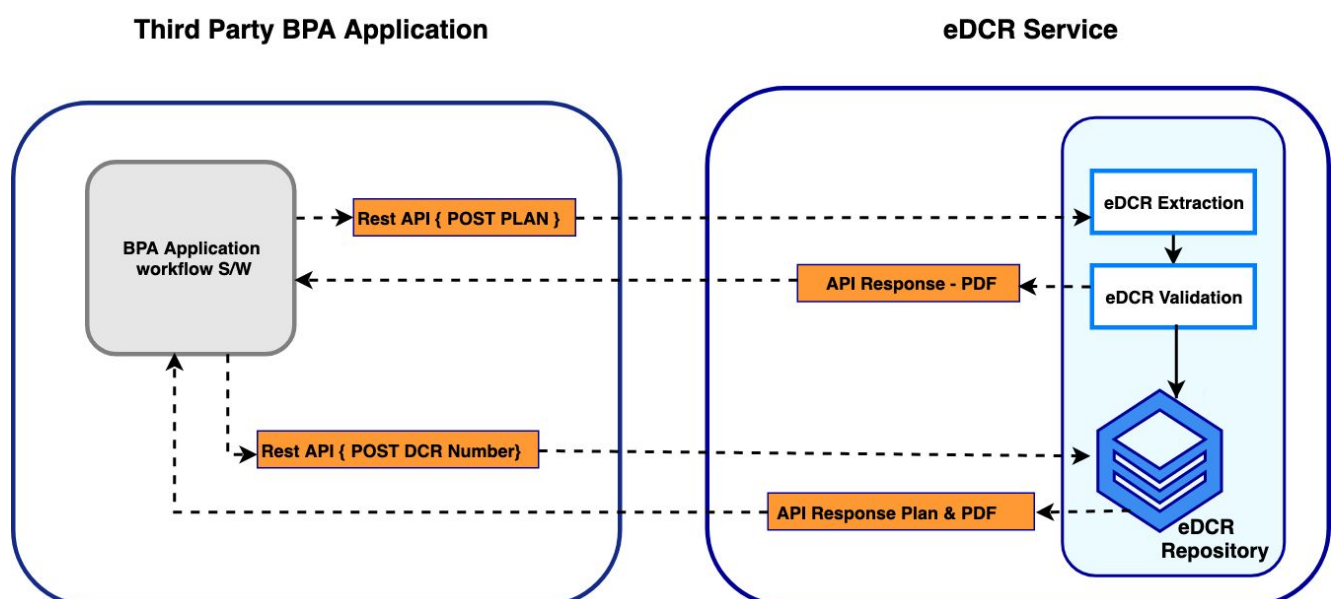 Third Party BPA Application
eDCR Service
BPA Application
workflow S/W
Rest API { POST PLAN }
eDCR Extraction
API Response - PDF
eDCR Validation
Rest API { POST DCR Number}
API Response Plan & PDF
eDCR
Repository